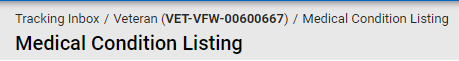 Tracking Inbox / Veteran (VET-VFW-00600667) / Medical Condition Listing
Medical Condition Listing